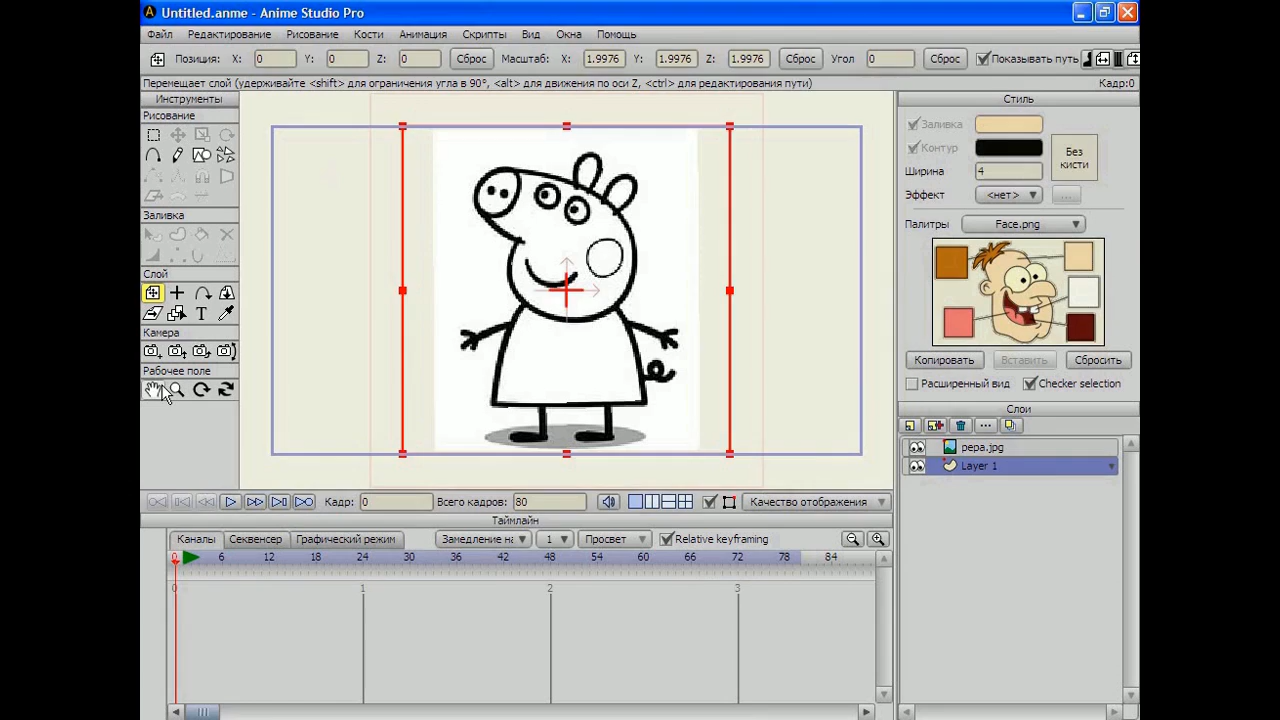 Untitled.anme - Anime Studio Pro
Файл Редактирование Рисование Кости Анимация Скрипты Вид Окна Помощь
Позиция: X: 0 Y: 0 Z: 0 Сброс Масштаб: X: 1.9976 Y: 1.9976 Z: 1.9976 Сброс Угол 0 Сброс Показывать путь
Перемещает слой (удерживайте <shift> для ограничения угла в 90°, <alt> для движения по оси Z, <ctrl> для редактирования пути) Кадр:0
Инструменты
Рисование
Заливка
Слой
Камера
Рабочее поле
Стиль
Заливка
Контур
Без
кисти
Ширина 4
Эффект <нет> ...
Палитры Face.png
Копировать Вставить Сбросить
Расширенный вид Checker selection
Слои
pepa.jpg
Layer 1
Кадр: 0 Всего кадров: 80 Качество отображения
Таймлайн
Каналы Секвенсер Графический режим Замедление на 1 Просвет Relative keyframing
0 6 12 18 24 30 36 42 48 54 60 66 72 78 84
0 1 2 3